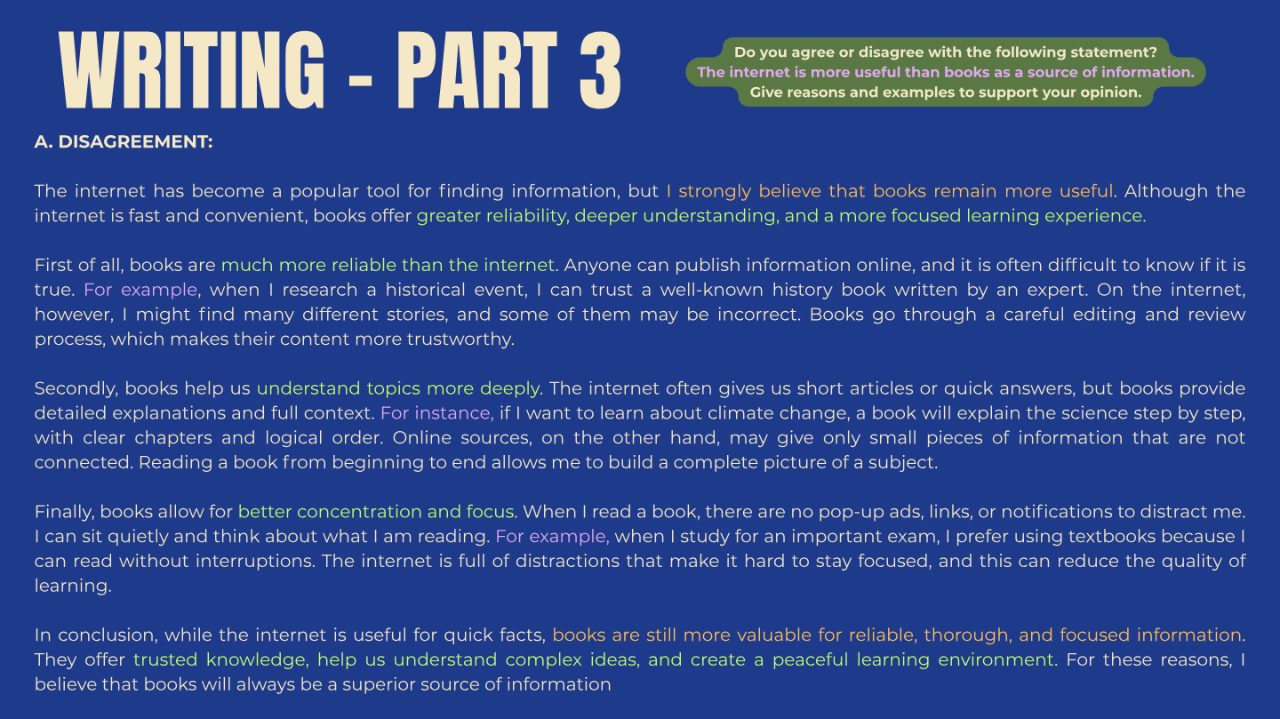 WRITING - PART 3
Do you agree or disagree with the following statement?
The internet is more useful than books as a source of information.
Give reasons and examples to support your opinion.
A. DISAGREEMENT:
The internet has become a popular tool for finding information, but I strongly believe that books remain more useful. Although the
internet is fast and convenient, books offer greater reliability, deeper understanding, and a more focused learning experience.
First of all, books are much more reliable than the internet. Anyone can publish information online, and it is often difficult to know if it is
true. For example, when I research a historical event, I can trust a well-known history book written by an expert. On the internet,
however, I might find many different stories, and some of them may be incorrect. Books go through a careful editing and review
process, which makes their content more trustworthy.
Secondly, books help us understand topics more deeply. The internet often gives us short articles or quick answers, but books provide
detailed explanations and full context. For instance, if I want to learn about climate change, a book will explain the science step by step,
with clear chapters and logical order. Online sources, on the other hand, may give only small pieces of information that are not
connected. Reading a book from beginning to end allows me to build a complete picture of a subject.
Finally, books allow for better concentration and focus. When I read a book, there are no pop-up ads, links, or notifications to distract me.
I can sit quietly and think about what I am reading. For example, when I study for an important exam, I prefer using textbooks because I
can read without interruptions. The internet is full of distractions that make it hard to stay focused, and this can reduce the quality of
learning.
In conclusion, while the internet is useful for quick facts, books are still more valuable for reliable, thorough, and focused information.
They offer trusted knowledge, help us understand complex ideas, and create a peaceful learning environment. For these reasons, I
believe that books will always be a superior source of information